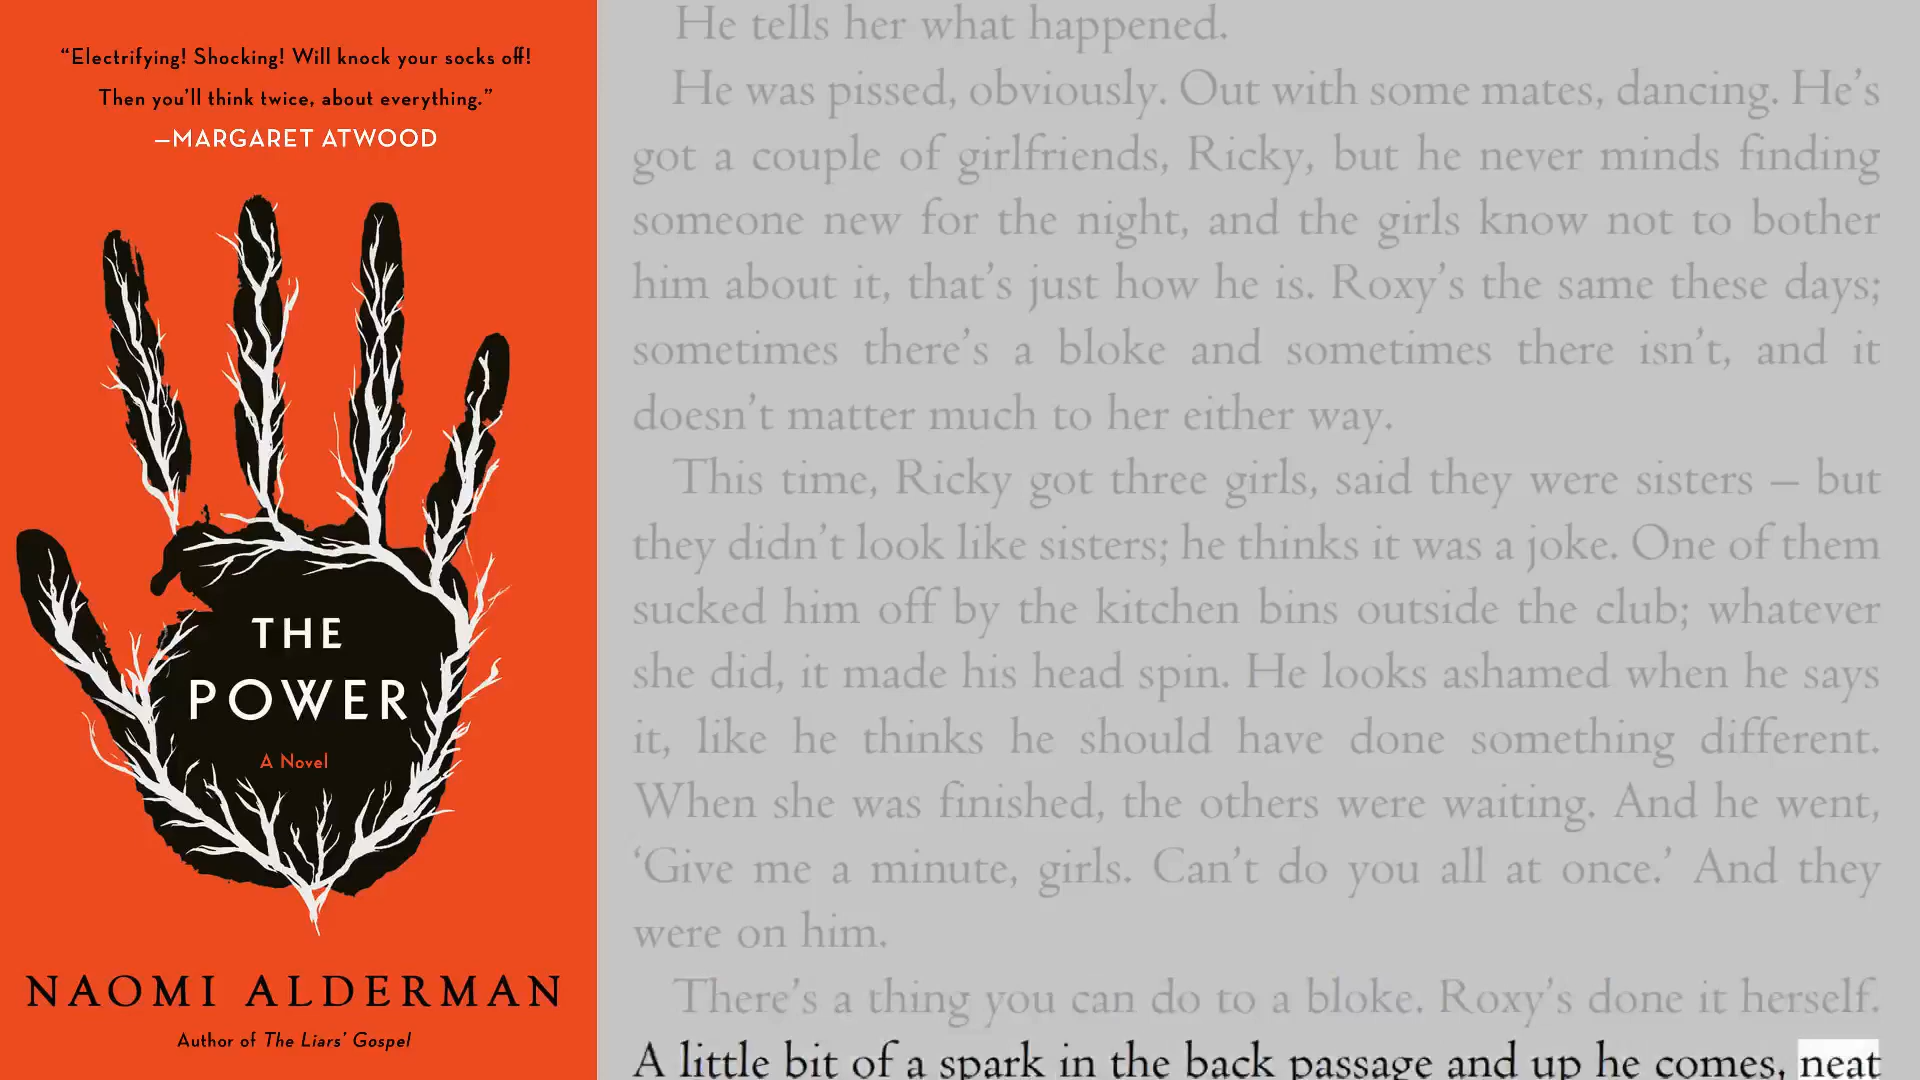 “Electrifying! Shocking! Will knock your socks off!
Then you’ll think twice, about everything.”
—MARGARET ATWOOD
THE
POWER
A Novel
NAOMI ALDERMAN
Author of The Liars’ Gospel
He tells her what happened.
He was pissed, obviously. Out with some mates, dancing. He’s
got a couple of girlfriends, Ricky, but he never minds finding
someone new for the night, and the girls know not to bother
him about it, that’s just how he is. Roxy’s the same these days;
sometimes there’s a bloke and sometimes there isn’t, and it
doesn’t matter much to her either way.
This time, Ricky got three girls, said they were sisters – but
they didn’t look like sisters; he thinks it was a joke. One of them
sucked him off by the kitchen bins outside the club; whatever
she did, it made his head spin. He looks ashamed when he says
it, like he thinks he should have done something different.
When she was finished, the others were waiting. And he went,
‘Give me a minute, girls. Can’t do you all at once.’ And they
were on him.
There’s a thing you can do to a bloke. Roxy’s done it herself.
A little bit of a spark in the back passage and up he comes, neat